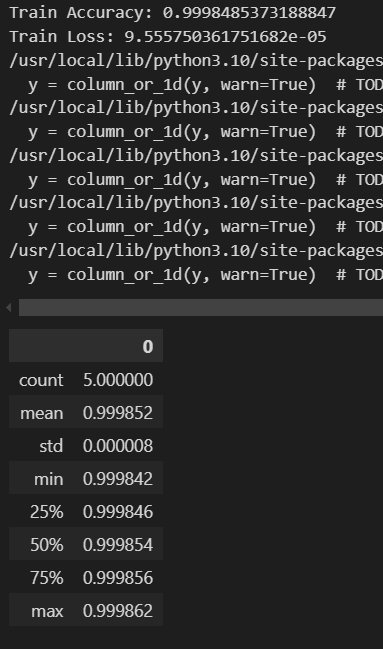 Train Accuracy: 0.9998485373188847
Train Loss: 9.555750361751682e-05
/usr/local/lib/python3.10/site-packages
y = column_or_1d(y, warn=True)  # TOD
/usr/local/lib/python3.10/site-packages
y = column_or_1d(y, warn=True)  # TOD
/usr/local/lib/python3.10/site-packages
y = column_or_1d(y, warn=True)  # TOD
/usr/local/lib/python3.10/site-packages
y = column_or_1d(y, warn=True)  # TOD
/usr/local/lib/python3.10/site-packages
y = column_or_1d(y, warn=True)  # TOD
0
count 5.000000
mean 0.999852
std 0.000008
min 0.999842
25% 0.999846
50% 0.999854
75% 0.999856
max 0.999862